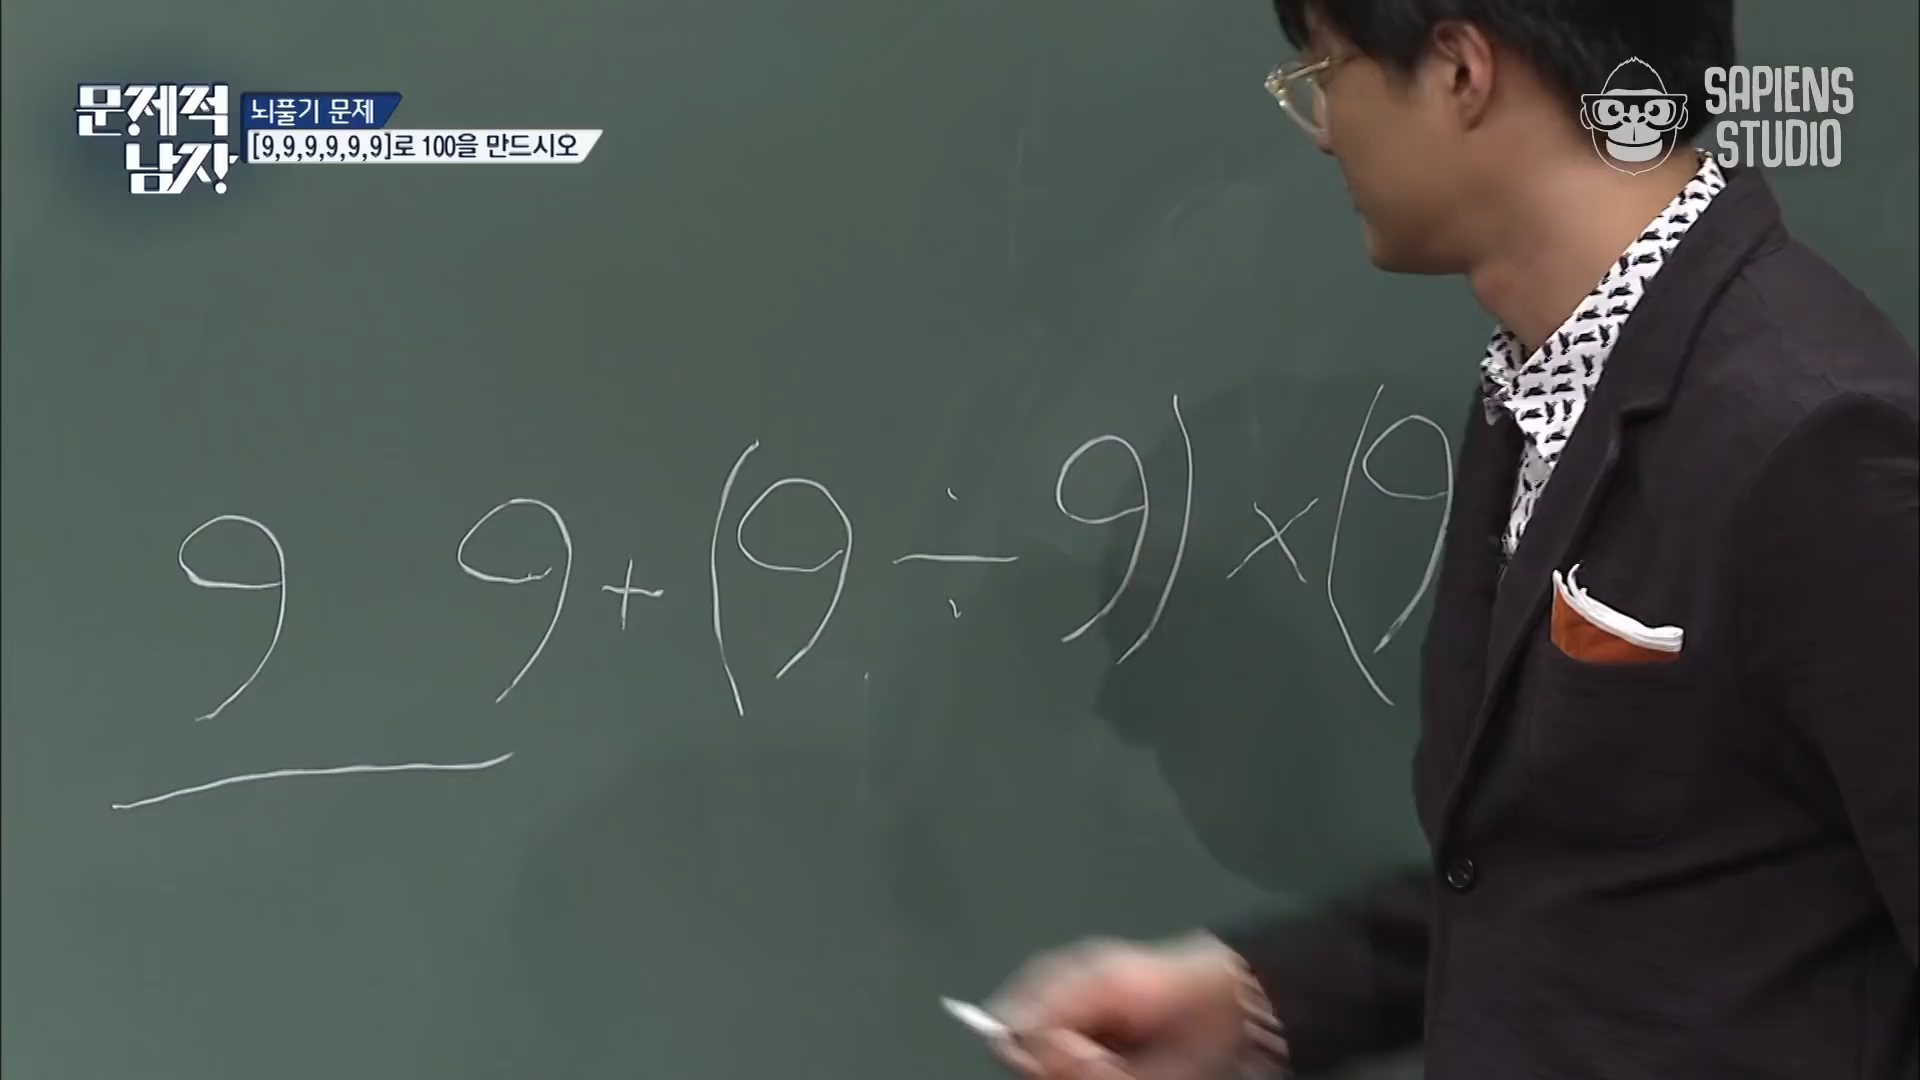 문제적
남자
뇌풀기 문제
[9,9,9,9,9,9]로 100을 만드시오
SAPIENS
STUDIO
9 9 + (9 ÷ 9) × (9